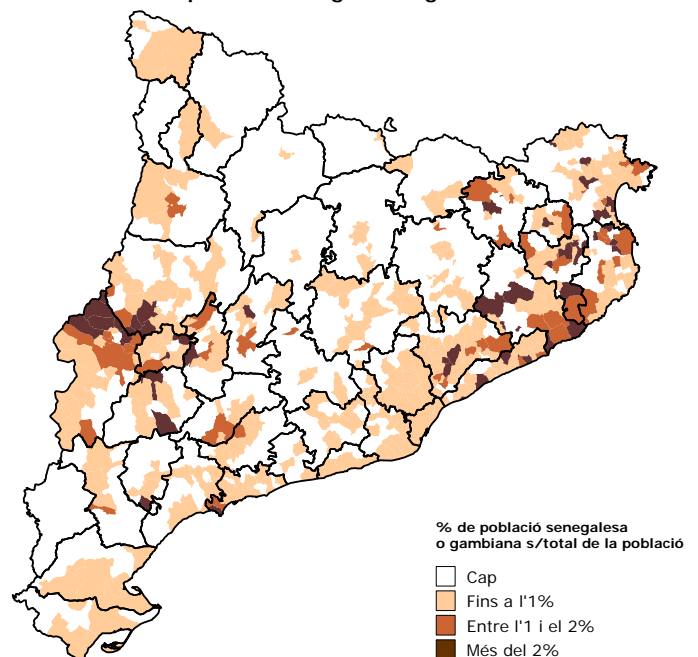 % de població senegalesa
o gambiana s/total de la població
Cap
Fins a l'1%
Entre l'1 i el 2%
Més del 2%